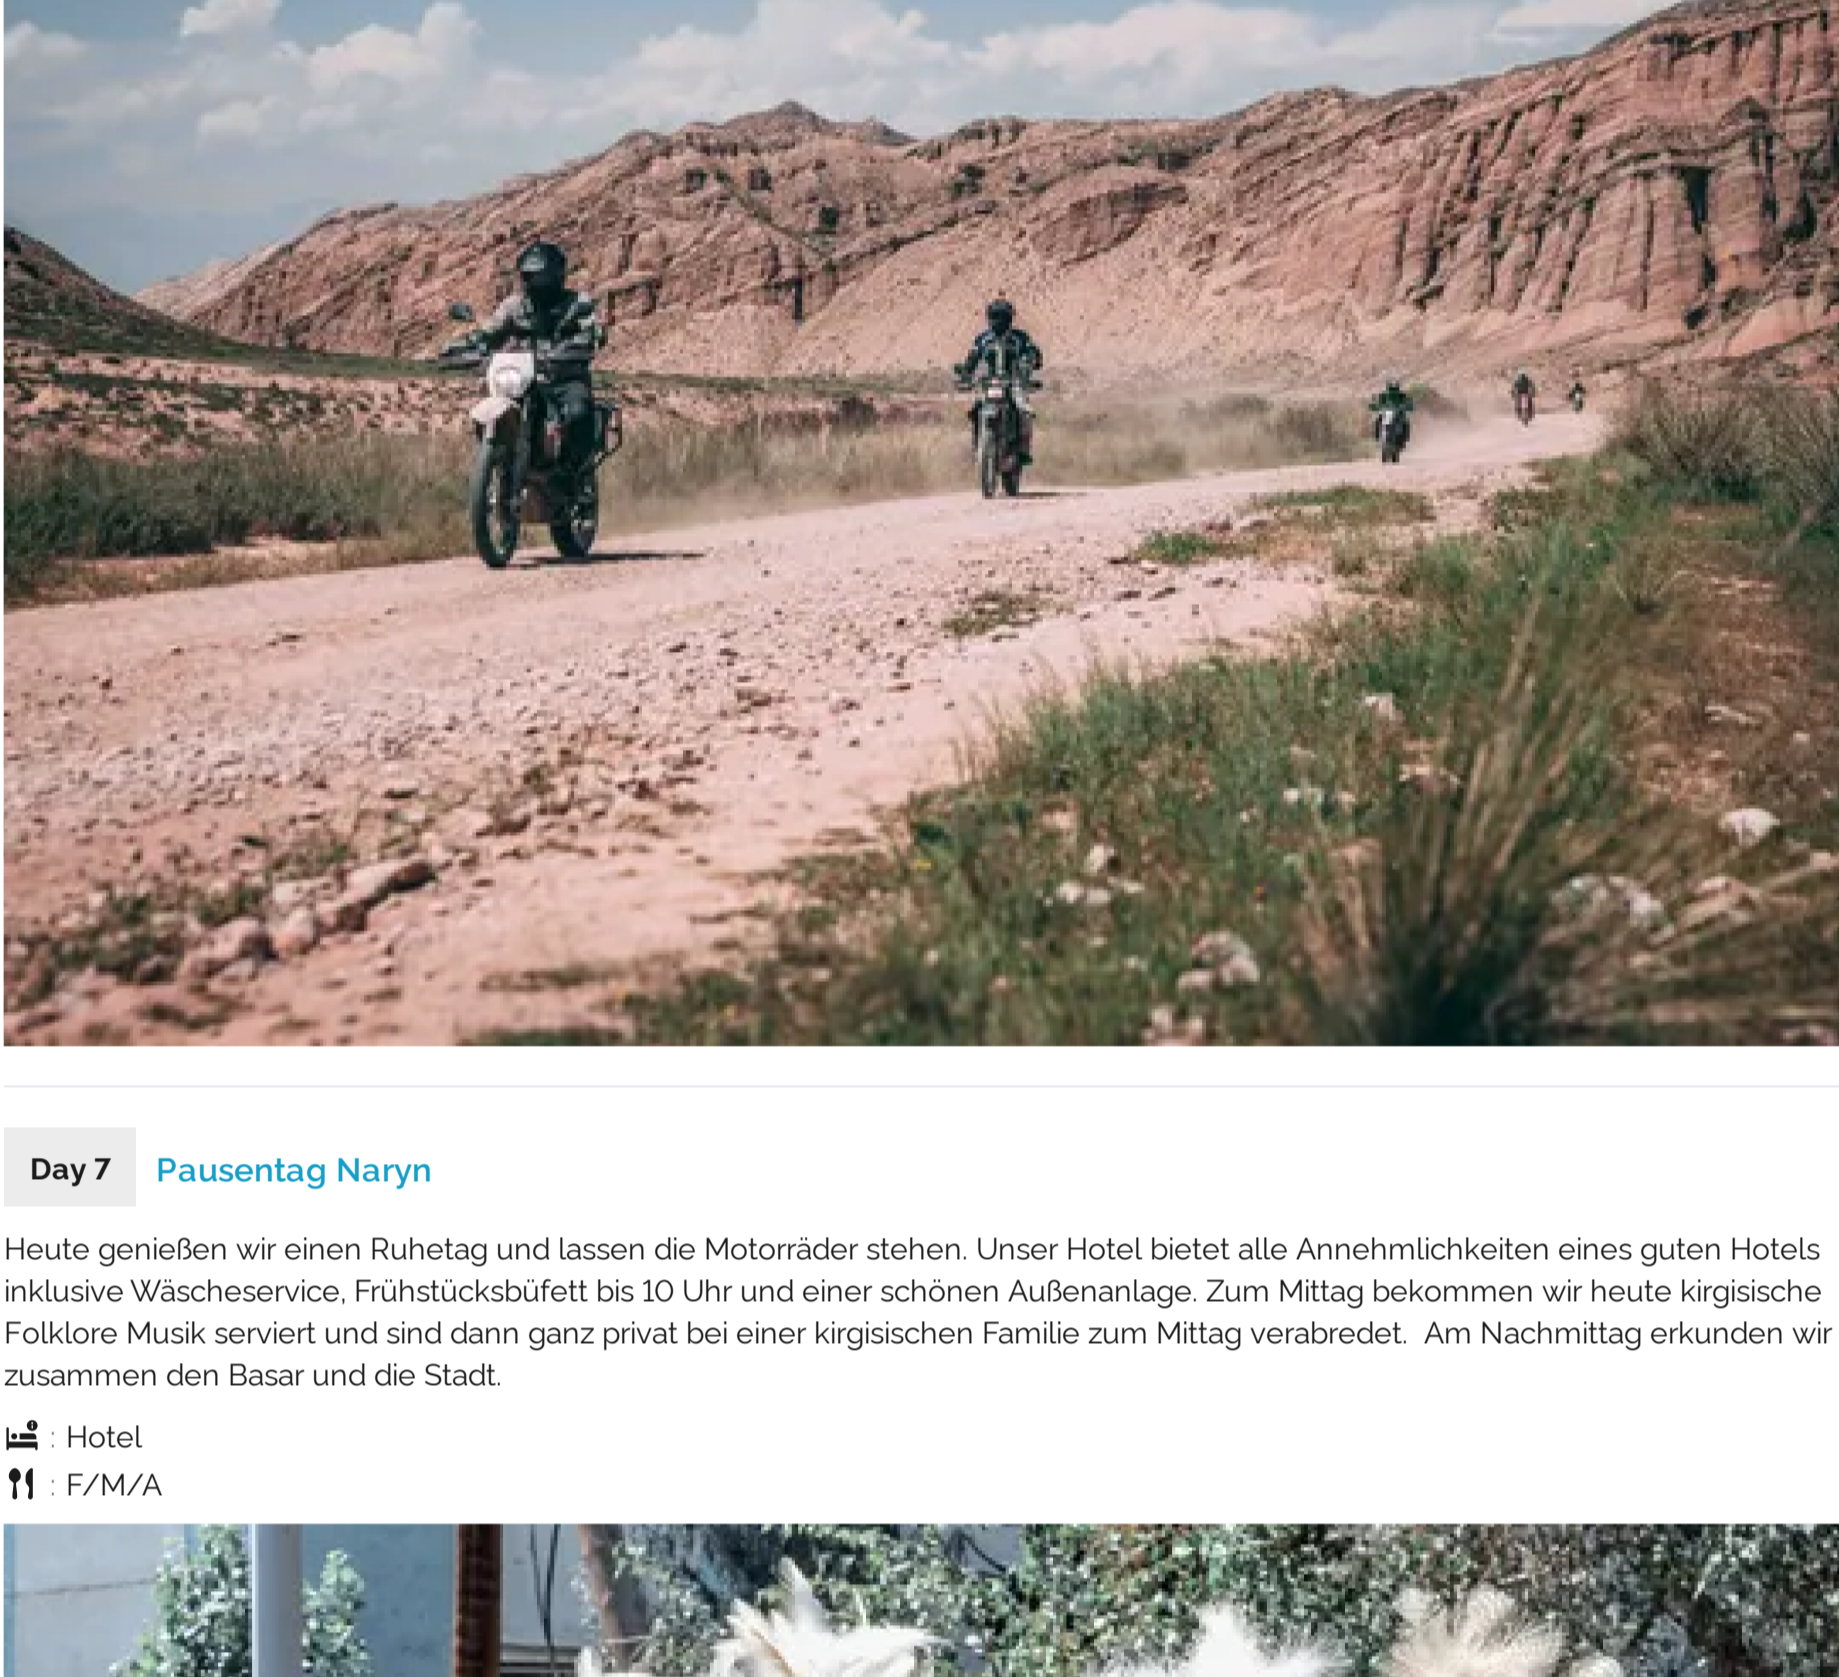 Day 7 Pausentag Naryn
Heute genießen wir einen Ruhetag und lassen die Motorräder stehen. Unser Hotel bietet alle Annehmlichkeiten eines guten Hotels
inklusive Wäscheservice, Frühstücksbüfett bis 10 Uhr und einer schönen Außenanlage. Zum Mittag bekommen wir heute kirgisische
Folklore Musik serviert und sind dann ganz privat bei einer kirgisischen Familie zum Mittag verabredet.  Am Nachmittag erkunden wir
zusammen den Basar und die Stadt.
: Hotel
: F/M/A